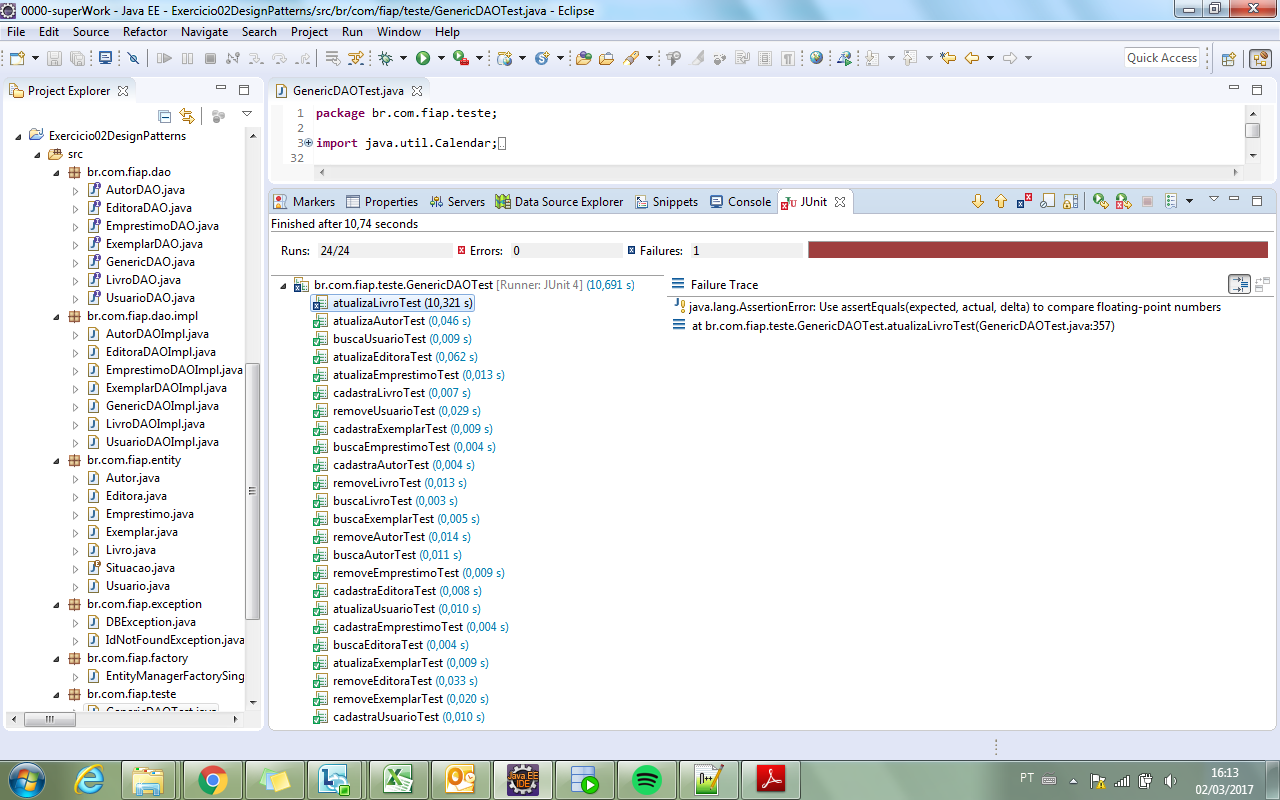 0000-superWork - Java EE - Exercicio02DesignPatterns/src/br/com/fiap/teste/GenericDAOTest.java - Eclipse
File Edit Source Refactor Navigate Search Project Run Window Help
Quick Access
Project Explorer
Exercicio02DesignPatterns
src
br.com.fiap.dao
AutorDAO.java
EditoraDAO.java
EmprestimoDAO.java
ExemplarDAO.java
GenericDAO.java
LivroDAO.java
UsuarioDAO.java
br.com.fiap.dao.impl
AutorDAOImpl.java
EditoraDAOImpl.java
EmprestimoDAOImpl.java
ExemplarDAOImpl.java
GenericDAOImpl.java
LivroDAOImpl.java
UsuarioDAOImpl.java
br.com.fiap.entity
Autor.java
Editora.java
Emprestimo.java
Exemplar.java
Livro.java
Situacao.java
Usuario.java
br.com.fiap.exception
DBException.java
IdNotFoundException.java
br.com.fiap.factory
EntityManagerFactorySing
br.com.fiap.teste
GenericDAOTest.java
GenericDAOTest.java
1 package br.com.fiap.teste;
2
3 import java.util.Calendar;
32
Markers Properties Servers Data Source Explorer Snippets Console JUnit
Finished after 10,74 seconds
Runs: 24/24 Errors: 0 Failures: 1
br.com.fiap.teste.GenericDAOTest [Runner: JUnit 4] (10,691 s)
atualizaLivroTest (10,321 s)
atualizaAutorTest (0,046 s)
buscaUsuarioTest (0,009 s)
atualizaEditoraTest (0,062 s)
atualizaEmprestimoTest (0,013 s)
cadastraLivroTest (0,007 s)
removeUsuarioTest (0,029 s)
cadastraExemplarTest (0,009 s)
buscaEmprestimoTest (0,004 s)
cadastraAutorTest (0,004 s)
removeLivroTest (0,013 s)
buscaLivroTest (0,003 s)
buscaExemplarTest (0,005 s)
removeAutorTest (0,014 s)
buscaAutorTest (0,011 s)
removeEmprestimoTest (0,009 s)
cadastraEditoraTest (0,008 s)
atualizaUsuarioTest (0,010 s)
cadastraEmprestimoTest (0,004 s)
buscaEditoraTest (0,004 s)
atualizaExemplarTest (0,009 s)
removeEditoraTest (0,033 s)
removeExemplarTest (0,020 s)
cadastraUsuarioTest (0,010 s)
Failure Trace
java.lang.AssertionError: Use assertEquals(expected, actual, delta) to compare floating-point numbers
at br.com.fiap.teste.GenericDAOTest.atualizaLivroTest(GenericDAOTest.java:357)
Java EE
IDE
PT
16:13
02/03/2017